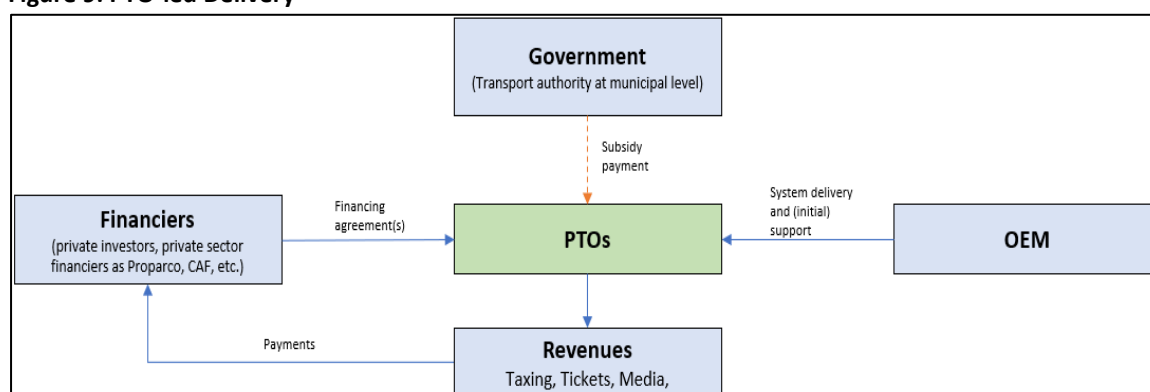 Figure PTO-led Delivery
Government
(Transport authority at municipal level)
Subsidy
payment
System delivery
and (initial)
support
Financiers
(private investors, private sector
financiers as Proparco, CAF, etc.)
Financing
agreement(s)
PTOs
OEM
Payments
Revenues
Taxing, Tickets, Media,